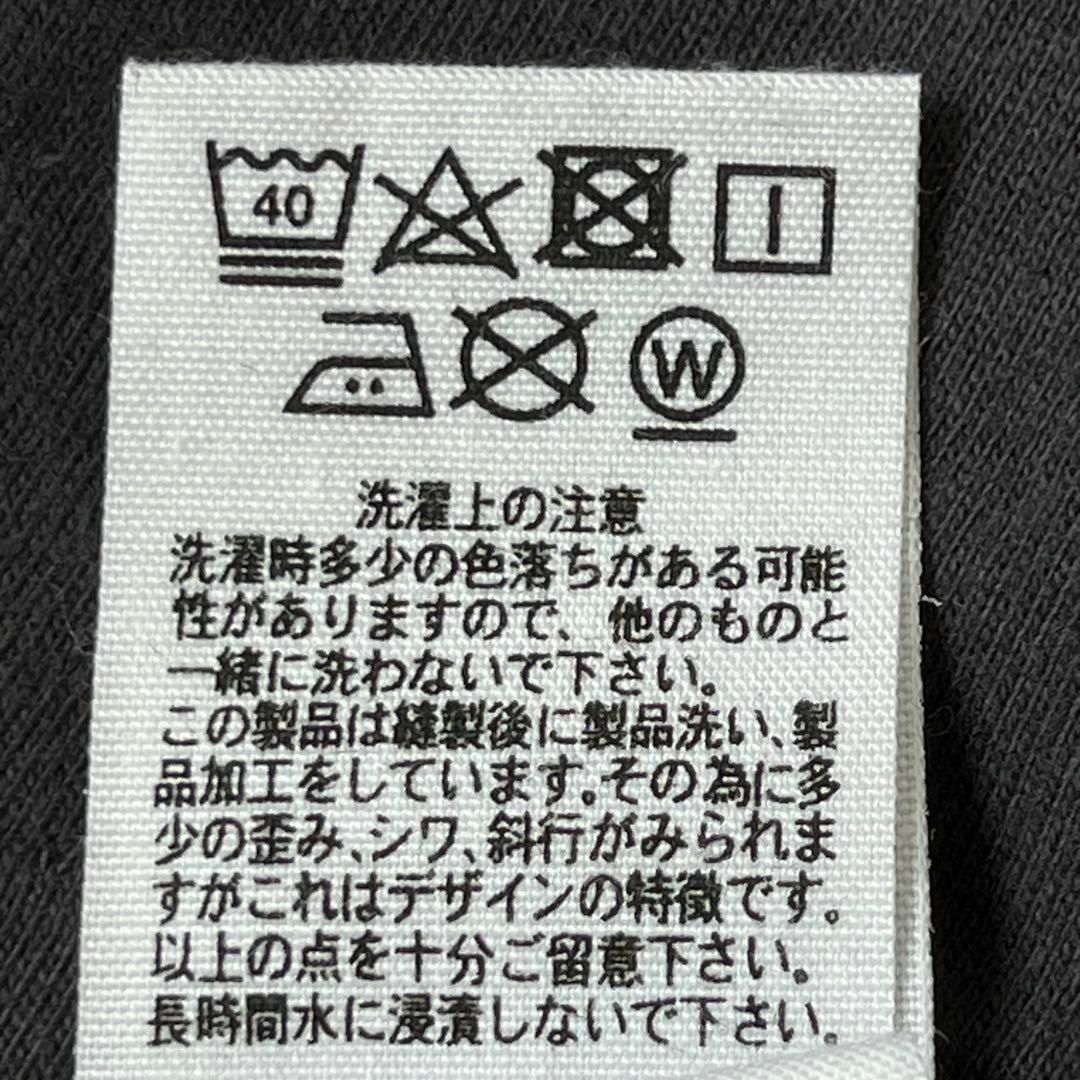 40
W
洗濯上の注意
洗濯時多少の色落ちがある可能
性がありますので、他のものと
一緒に洗わないで下さい。
この製品は縫製後に製品洗い、製
品加工をしています。その為に多
少の歪み、シワ、斜行がみられま
すがこれはデザインの特徴です。
以上の点を十分ご留意下さい。
長時間水に浸漬しないで下さい。